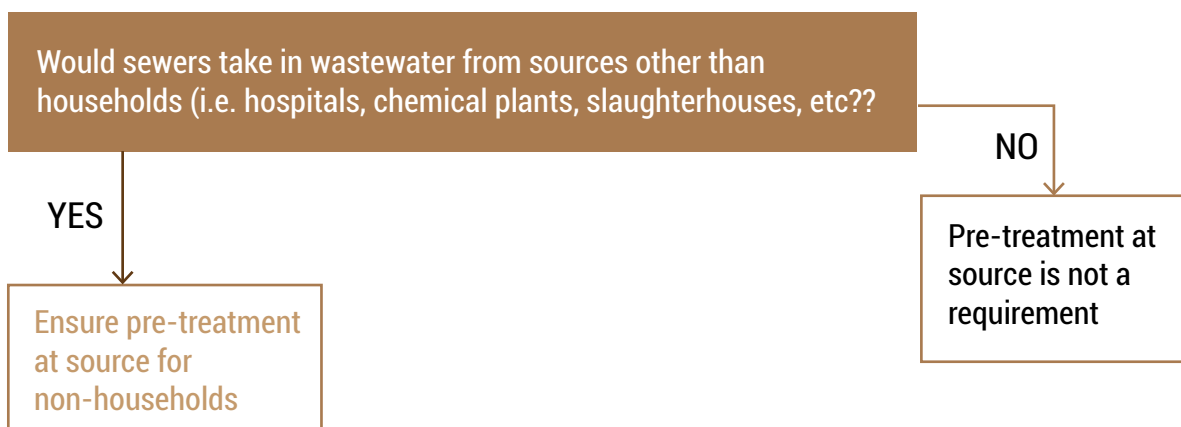 Would sewers take in wastewater from sources other than
households (i.e. hospitals, chemical plants, slaughterhouses, etc??
NO
YES
Pre-treatment at
source is not a
requirement
Ensure pre-treatment
at source for
non-households